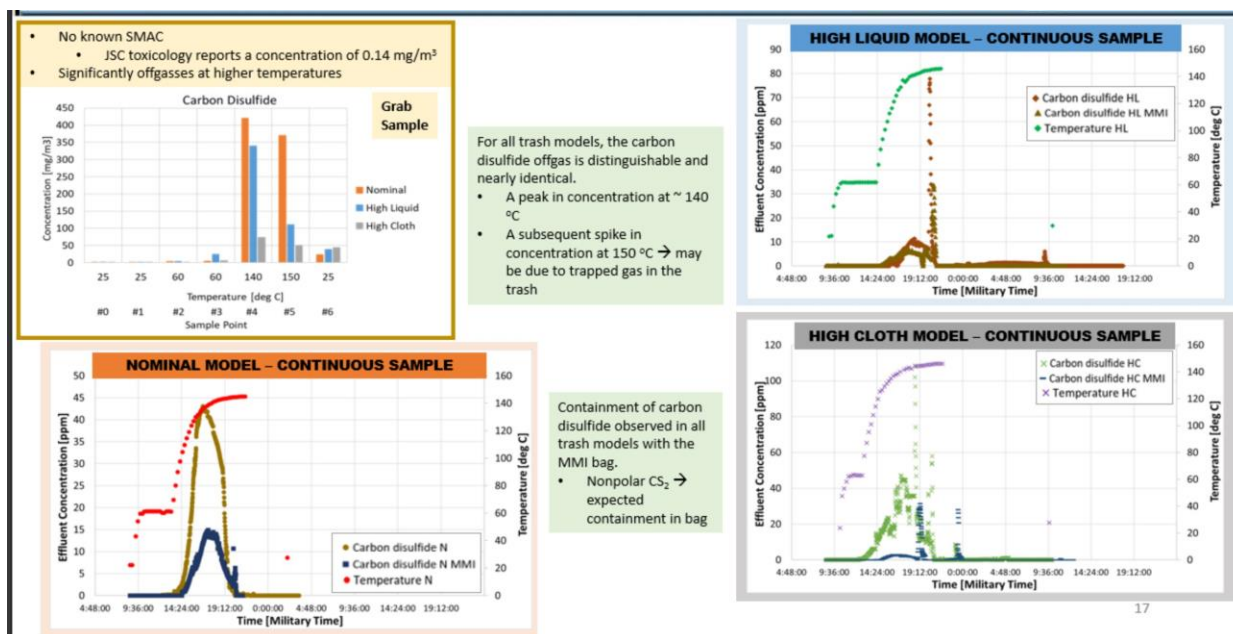 No known SMAC
JSC toxicology reports a concentration of 0.14 mg/m³
Significantly offgasses at higher temperatures
Carbon Disulfide
Grab
Sample
Concentration [mg/m3]
450
400
350
300
250
200
150
100
50
0
Nominal
High Liquid
High Cloth
25 25 60 60 140 150 25
Temperature [deg C]
#0 #1 #2 #3 #4 #5 #6
Sample Point
For all trash models, the carbon
disulfide offgas is distinguishable and
nearly identical.
A peak in concentration at ~ 140
°C
A subsequent spike in
concentration at 150 °C → may
be due to trapped gas in the
trash
HIGH LIQUID MODEL – CONTINUOUS SAMPLE
Effluent Concentration [ppm]
90
80
70
60
50
40
30
20
10
0
Carbon disulfide HL
Carbon disulfide HL MMI
Temperature HL
160
140
120
100
80
60
40
20
0
Temperature [deg C]
4:48:00 9:36:00 14:24:00 19:12:00 0:00:00 4:48:00 9:36:00 14:24:00 19:12:00
Time [Military Time]
NOMINAL MODEL – CONTINUOUS SAMPLE
Effluent Concentration [ppm]
50
45
40
35
30
25
20
15
10
5
0
Carbon disulfide N
Carbon disulfide N MMI
Temperature N
160
140
120
100
80
60
40
20
0
Temperature [deg C]
4:48:00 9:36:00 14:24:00 19:12:00 0:00:00 4:48:00 9:36:00 14:24:00 19:12:00
Time [Military Time]
Containment of carbon
disulfide observed in all
trash models with the
MMI bag.
Nonpolar CS₂ →
expected
containment in bag
HIGH CLOTH MODEL – CONTINUOUS SAMPLE
Effluent Concentration [ppm]
120
100
80
60
40
20
0
Carbon disulfide HC
Carbon disulfide HC MMI
Temperature HC
160
140
120
100
80
60
40
20
0
Temperature [deg C]
4:48:00 9:36:00 14:24:00 19:12:00 0:00:00 4:48:00 9:36:00 14:24:00 19:12:00
Time [Military Time]
17